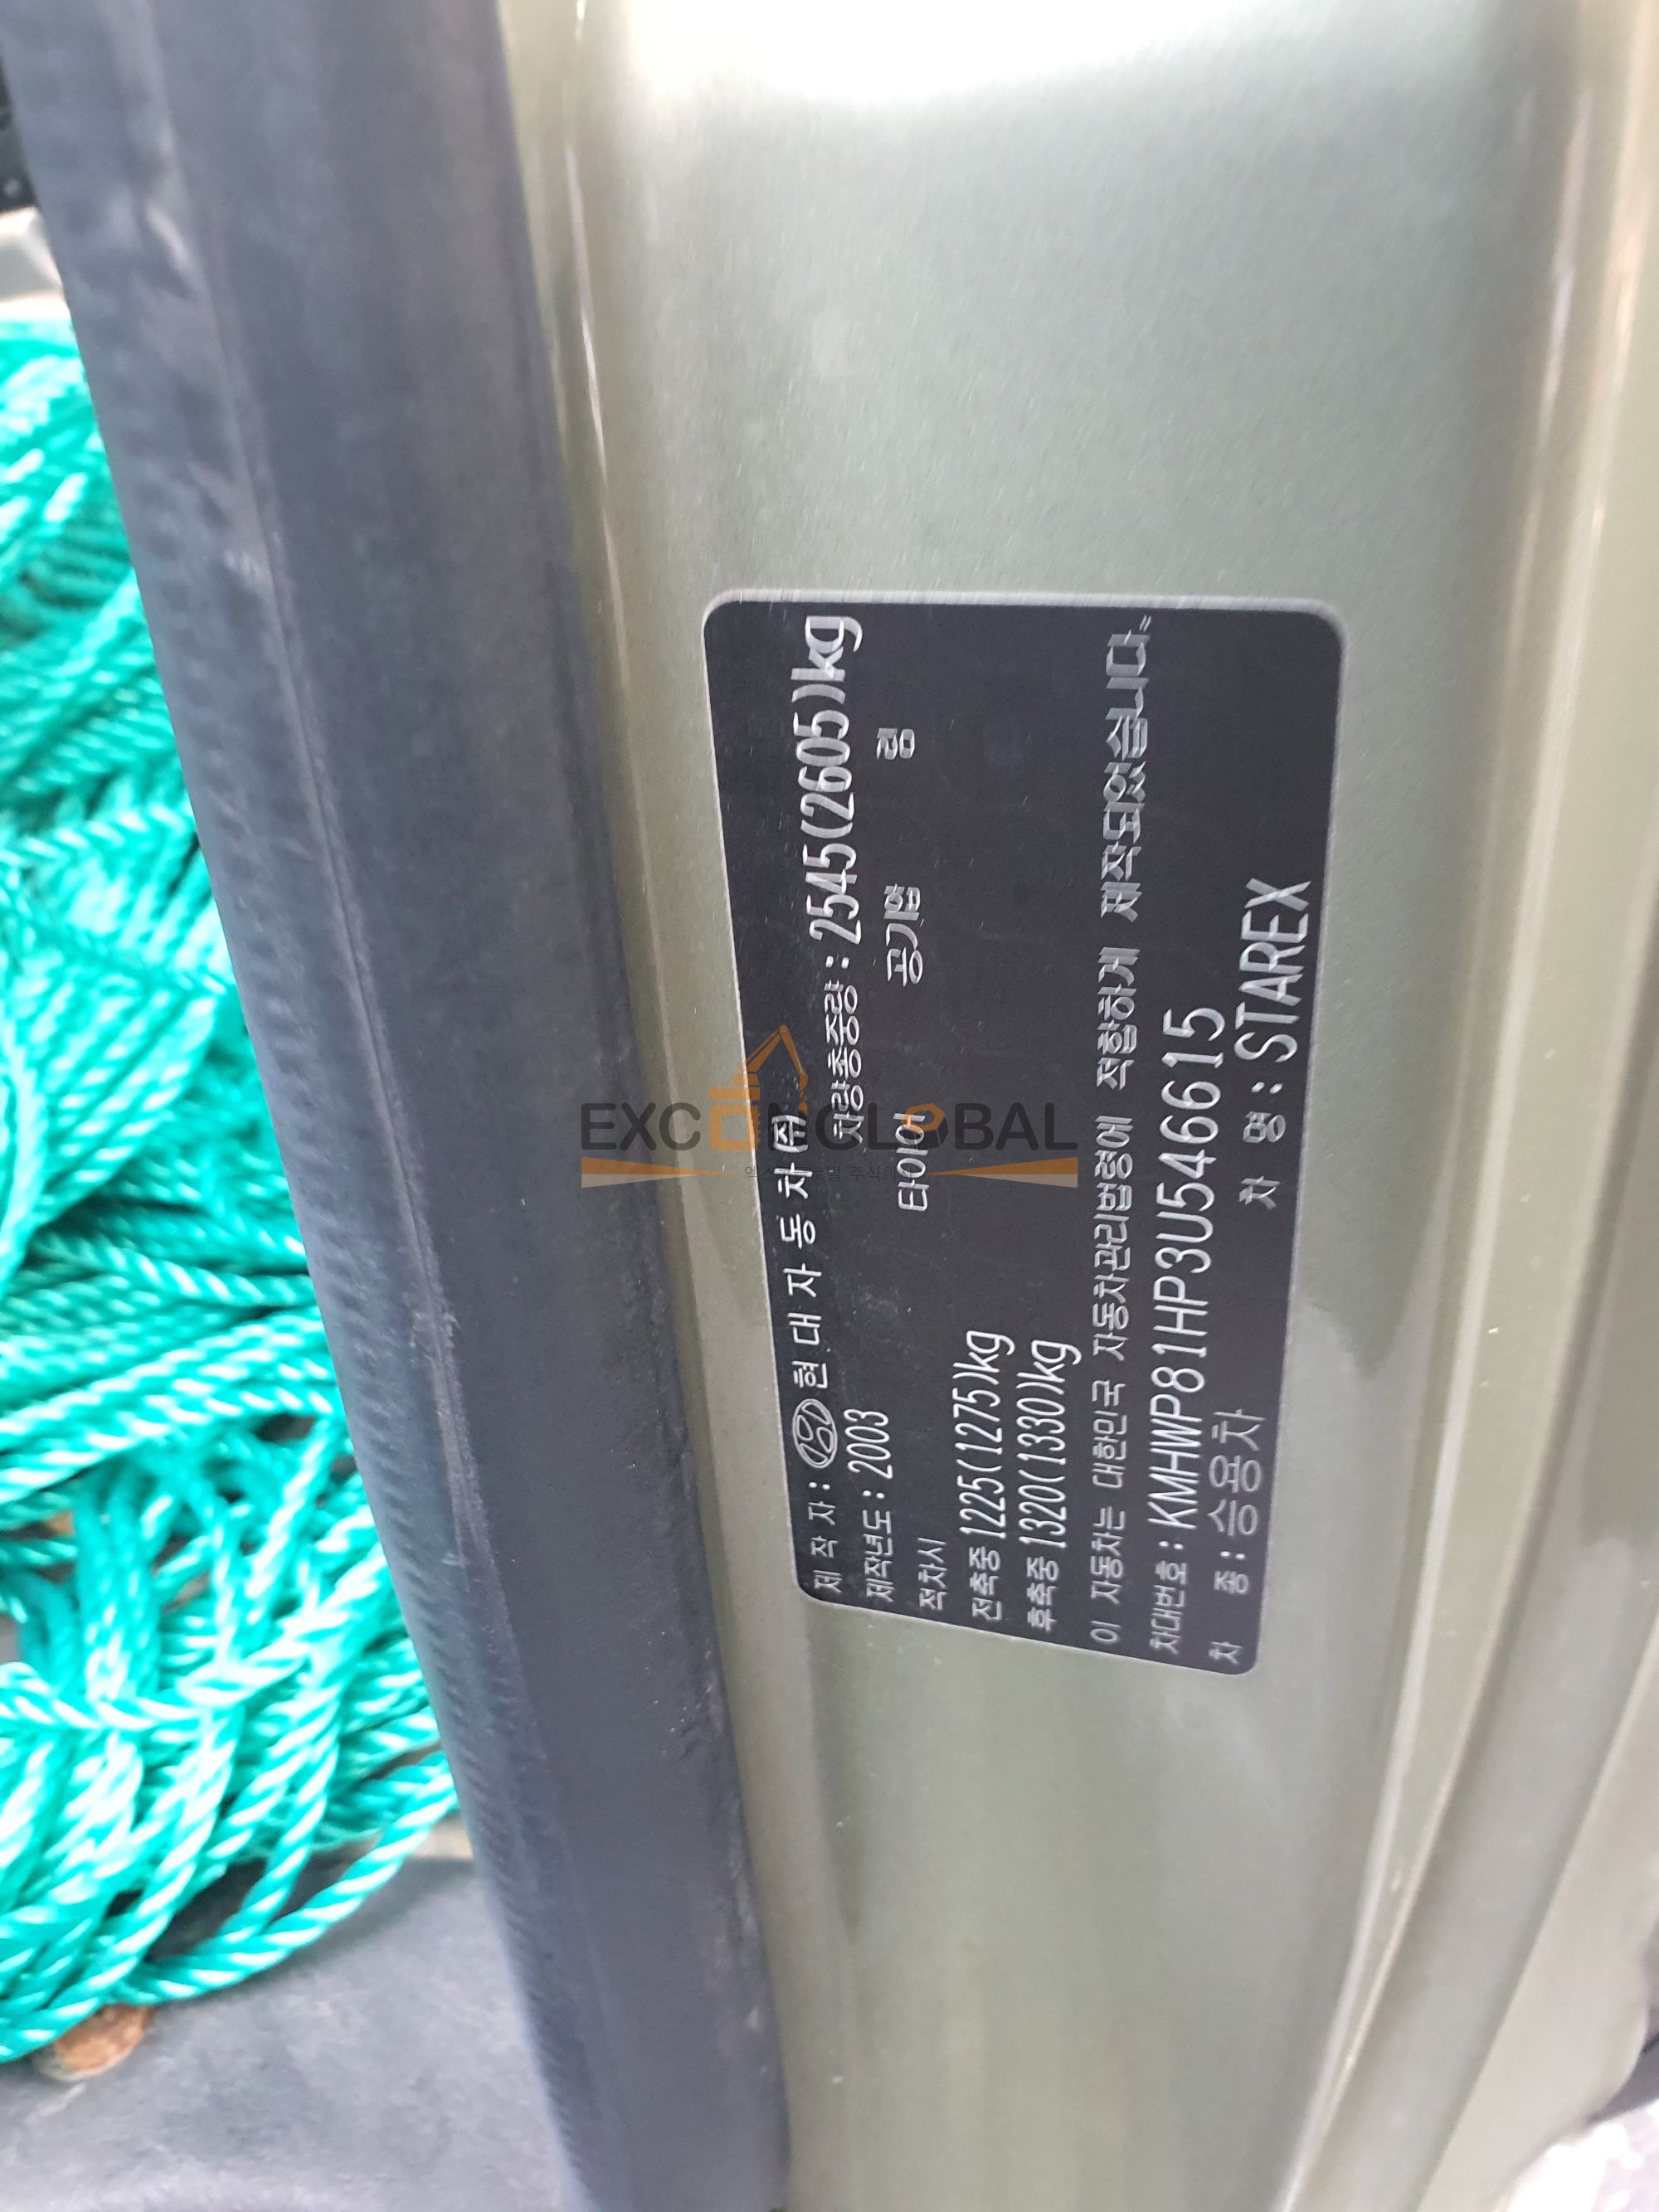 제 작 자 : 현 대 자 동 차 (주)
제작년도 : 2003 차량총중량 : 2545(2605)kg
적차시 타이어 공기압 림
전축중 1225(1275)kg
후축중 1320(1330)kg
이 자동차는 대한민국 자동차관리법령에 적합하게 제작되었습니다.
차대번호 : KMHWP81HP3U546615
차 종 : 승용차 차 명 : STAREX
EXCONGLOBAL